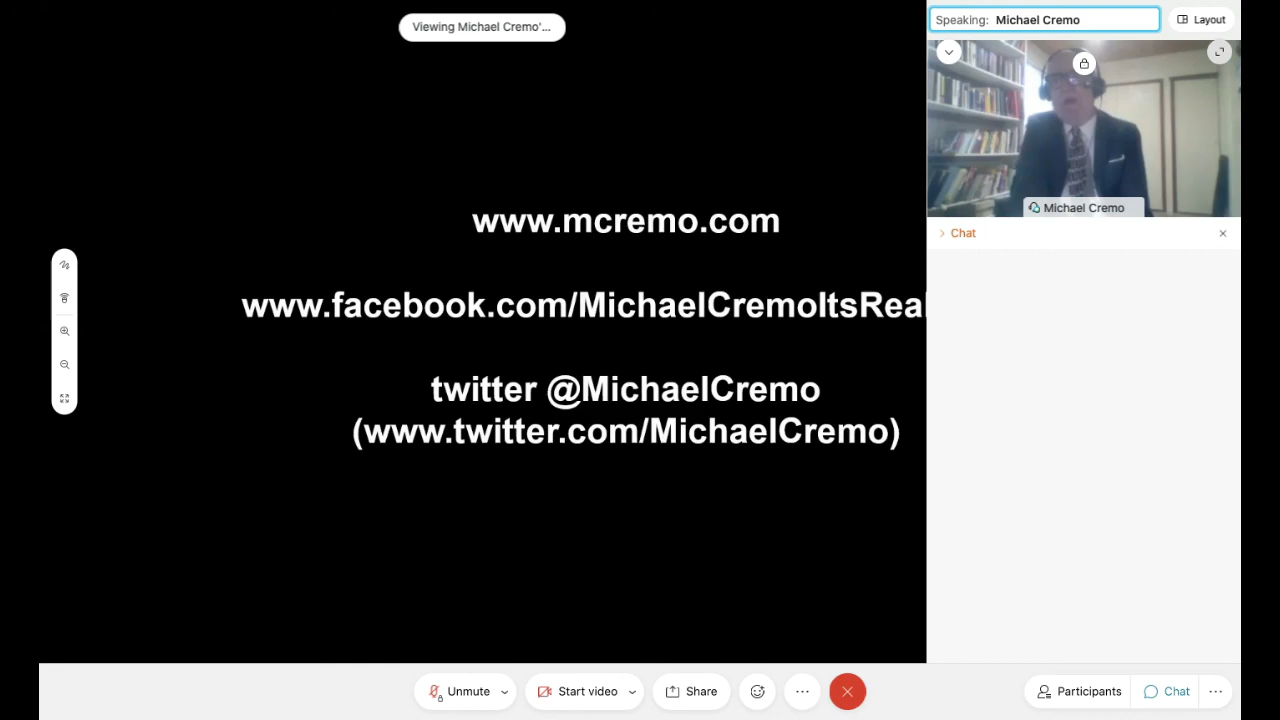 Viewing Michael Cremo'...
Speaking: Michael Cremo
Layout
Michael Cremo
Chat
www.mcremo.com
www.facebook.com/MichaelCremoItsReal
twitter @MichaelCremo
(www.twitter.com/MichaelCremo)
Unmute
Start video
Share
Participants
Chat